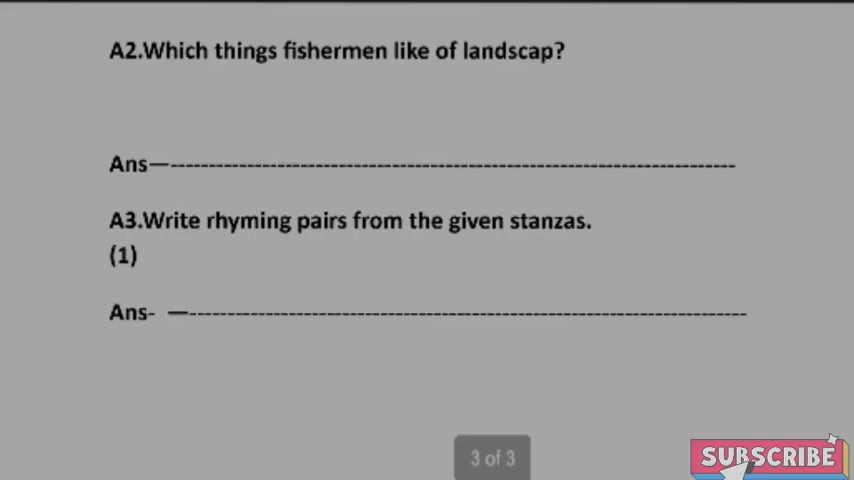 A2.Which things fishermen like of landscap?
Ans—-----------------------------------------------------------------------------
A3.Write rhyming pairs from the given stanzas.
(1)
Ans- —----------------------------------------------------------------------------
3 of 3
SUBSCRIBE